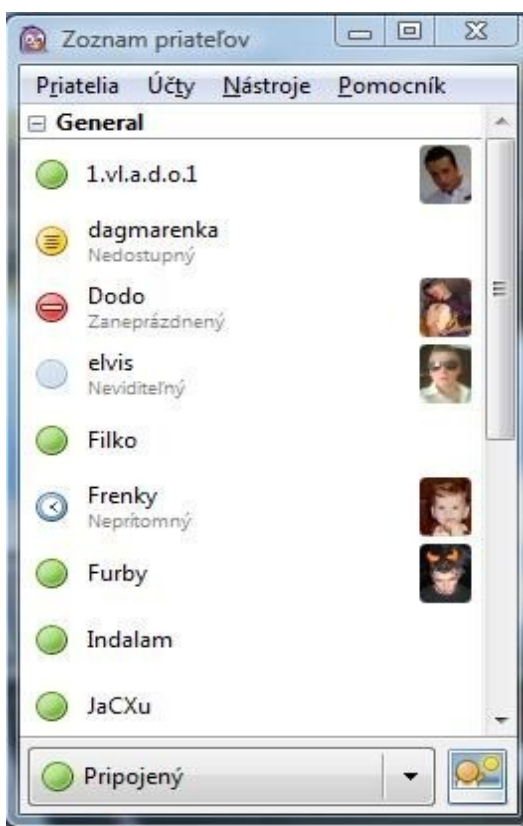 Zoznam priateľov
Priatelia Účty Nástroje Pomocník
General
1.vl.a.d.o.1
dagmarenka
Nedostupný
Dodo
Zaneprázdnený
elvis
Neviditeľný
Filko
Frenky
Neprítomný
Furby
Indalam
JaCXu
Pripojený